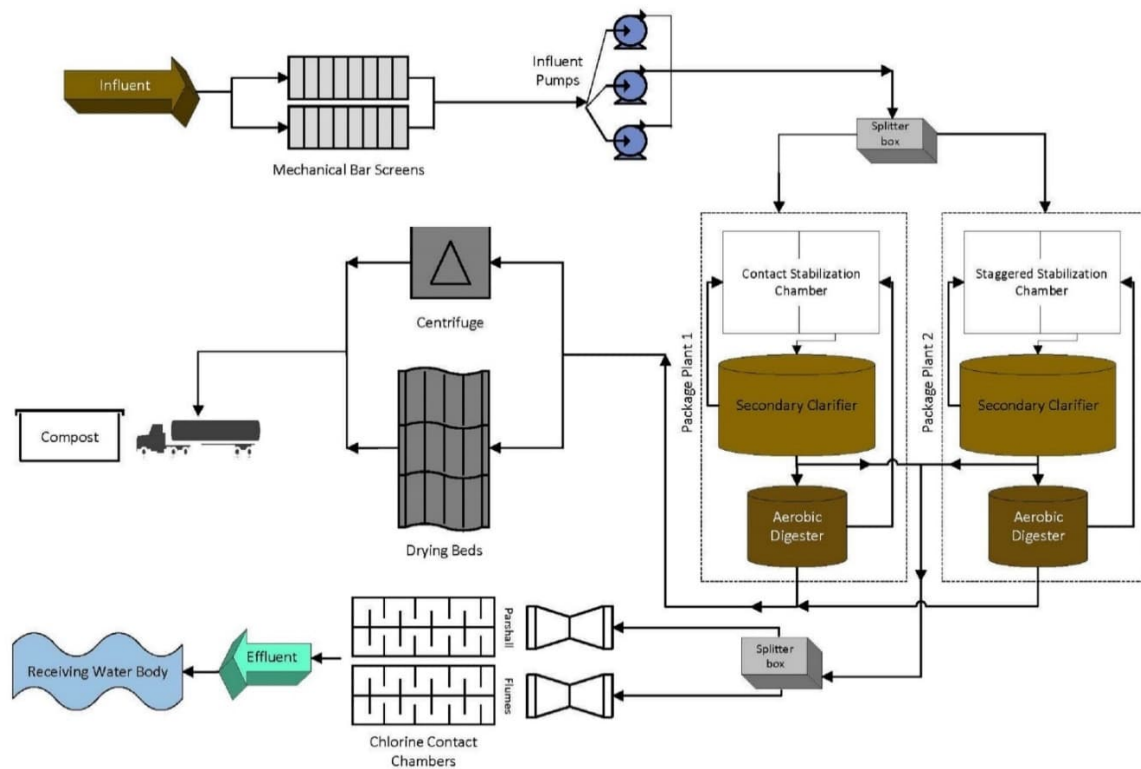 Influent
Mechanical Bar Screens
Influent
Pumps
Splitter
box
Package Plant 1
Contact Stabilization
Chamber
Secondary Clarifier
Aerobic
Digester
Package Plant 2
Staggered Stabilization
Chamber
Secondary Clarifier
Aerobic
Digester
Centrifuge
Drying Beds
Compost
Splitter
box
Parshall
Flumes
Chlorine Contact
Chambers
Effluent
Receiving Water Body